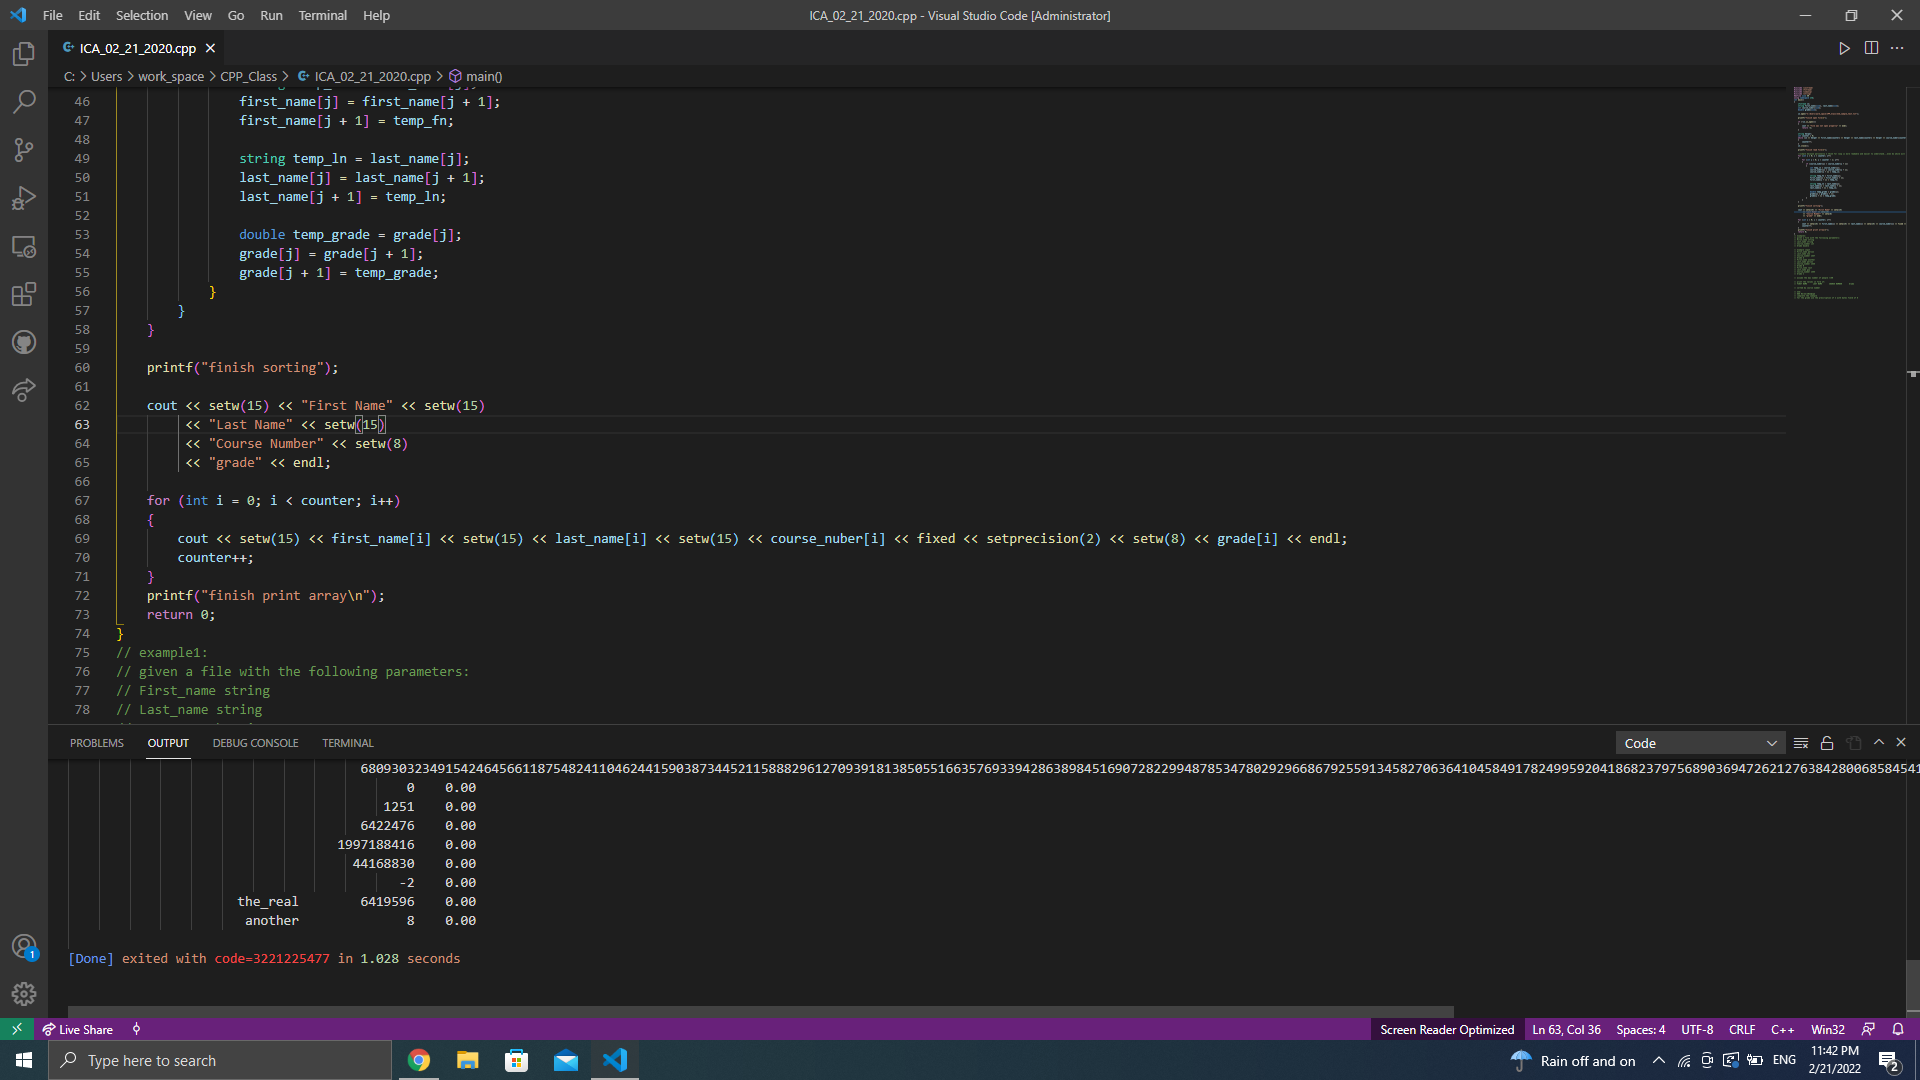 File Edit Selection View Go Run Terminal Help
ICA_02_21_2020.cpp - Visual Studio Code [Administrator]
ICA_02_21_2020.cpp
C: > Users > work_space > CPP_Class > ICA_02_21_2020.cpp > main()
46 first_name[j] = first_name[j + 1];
47 first_name[j + 1] = temp_fn;
48
49 string temp_ln = last_name[j];
50 last_name[j] = last_name[j + 1];
51 last_name[j + 1] = temp_ln;
52
53 double temp_grade = grade[j];
54 grade[j] = grade[j + 1];
55 grade[j + 1] = temp_grade;
56 }
57 }
58 }
59
60 printf("finish sorting");
61
62 cout << setw(15) << "First Name" << setw(15)
63 << "Last Name" << setw(15)
64 << "Course Number" << setw(8)
65 << "grade" << endl;
66
67 for (int i = 0; i < counter; i++)
68 {
69 cout << setw(15) << first_name[i] << setw(15) << last_name[i] << setw(15) << course_nuber[i] << fixed << setprecision(2) << setw(8) << grade[i] << endl;
70 counter++;
71 }
72 printf("finish print array\n");
73 return 0;
74 }
75 // example1:
76 // given a file with the following parameters:
77 // First_name string
78 // Last_name string
PROBLEMS OUTPUT DEBUG CONSOLE TERMINAL
Code
0 0.00
1251 0.00
6422476 0.00
1997188416 0.00
44168830 0.00
-2 0.00
the_real 6419596 0.00
another 8 0.00
[Done] exited with code=3221225477 in 1.028 seconds
1
Live Share
Screen Reader Optimized Ln 63, Col 36 Spaces: 4 UTF-8 CRLF C++ Win32
Type here to search
Rain off and on
ENG
11:42 PM
2/21/2022
2